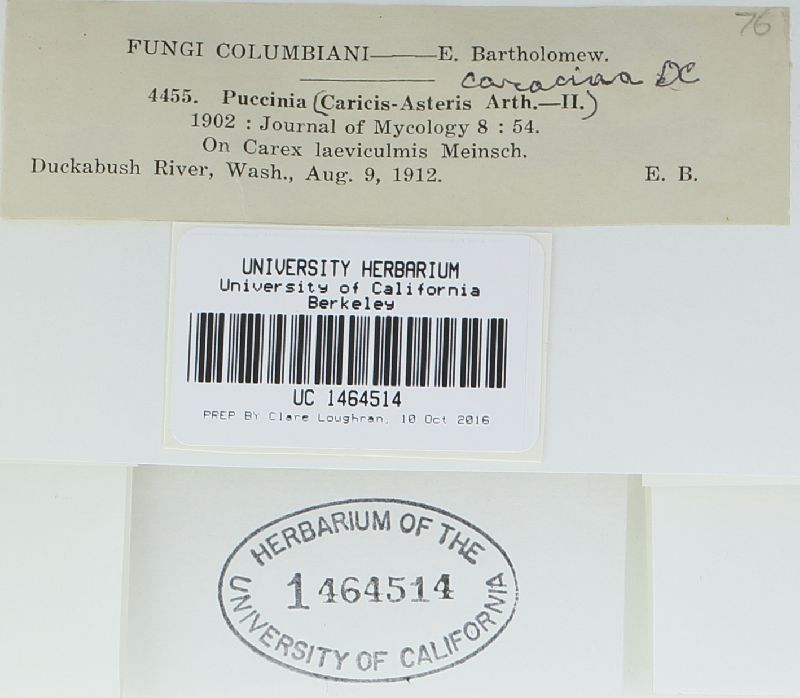 76
FUNGI COLUMBIANI——E. Bartholomew.
caracina DC
4455. Puccinia (Caricis-Asteris Arth.—II.)
1902 : Journal of Mycology 8 : 54.
On Carex laeviculmis Meinsch.
Duckabush River, Wash., Aug. 9, 1912. E. B.
UNIVERSITY HERBARIUM
University of California
Berkeley
UC 1464514
PREP BY Clare Loughran, 10 Oct 2016
HERBARIUM OF THE
1464514
UNIVERSITY OF CALIFORNIA